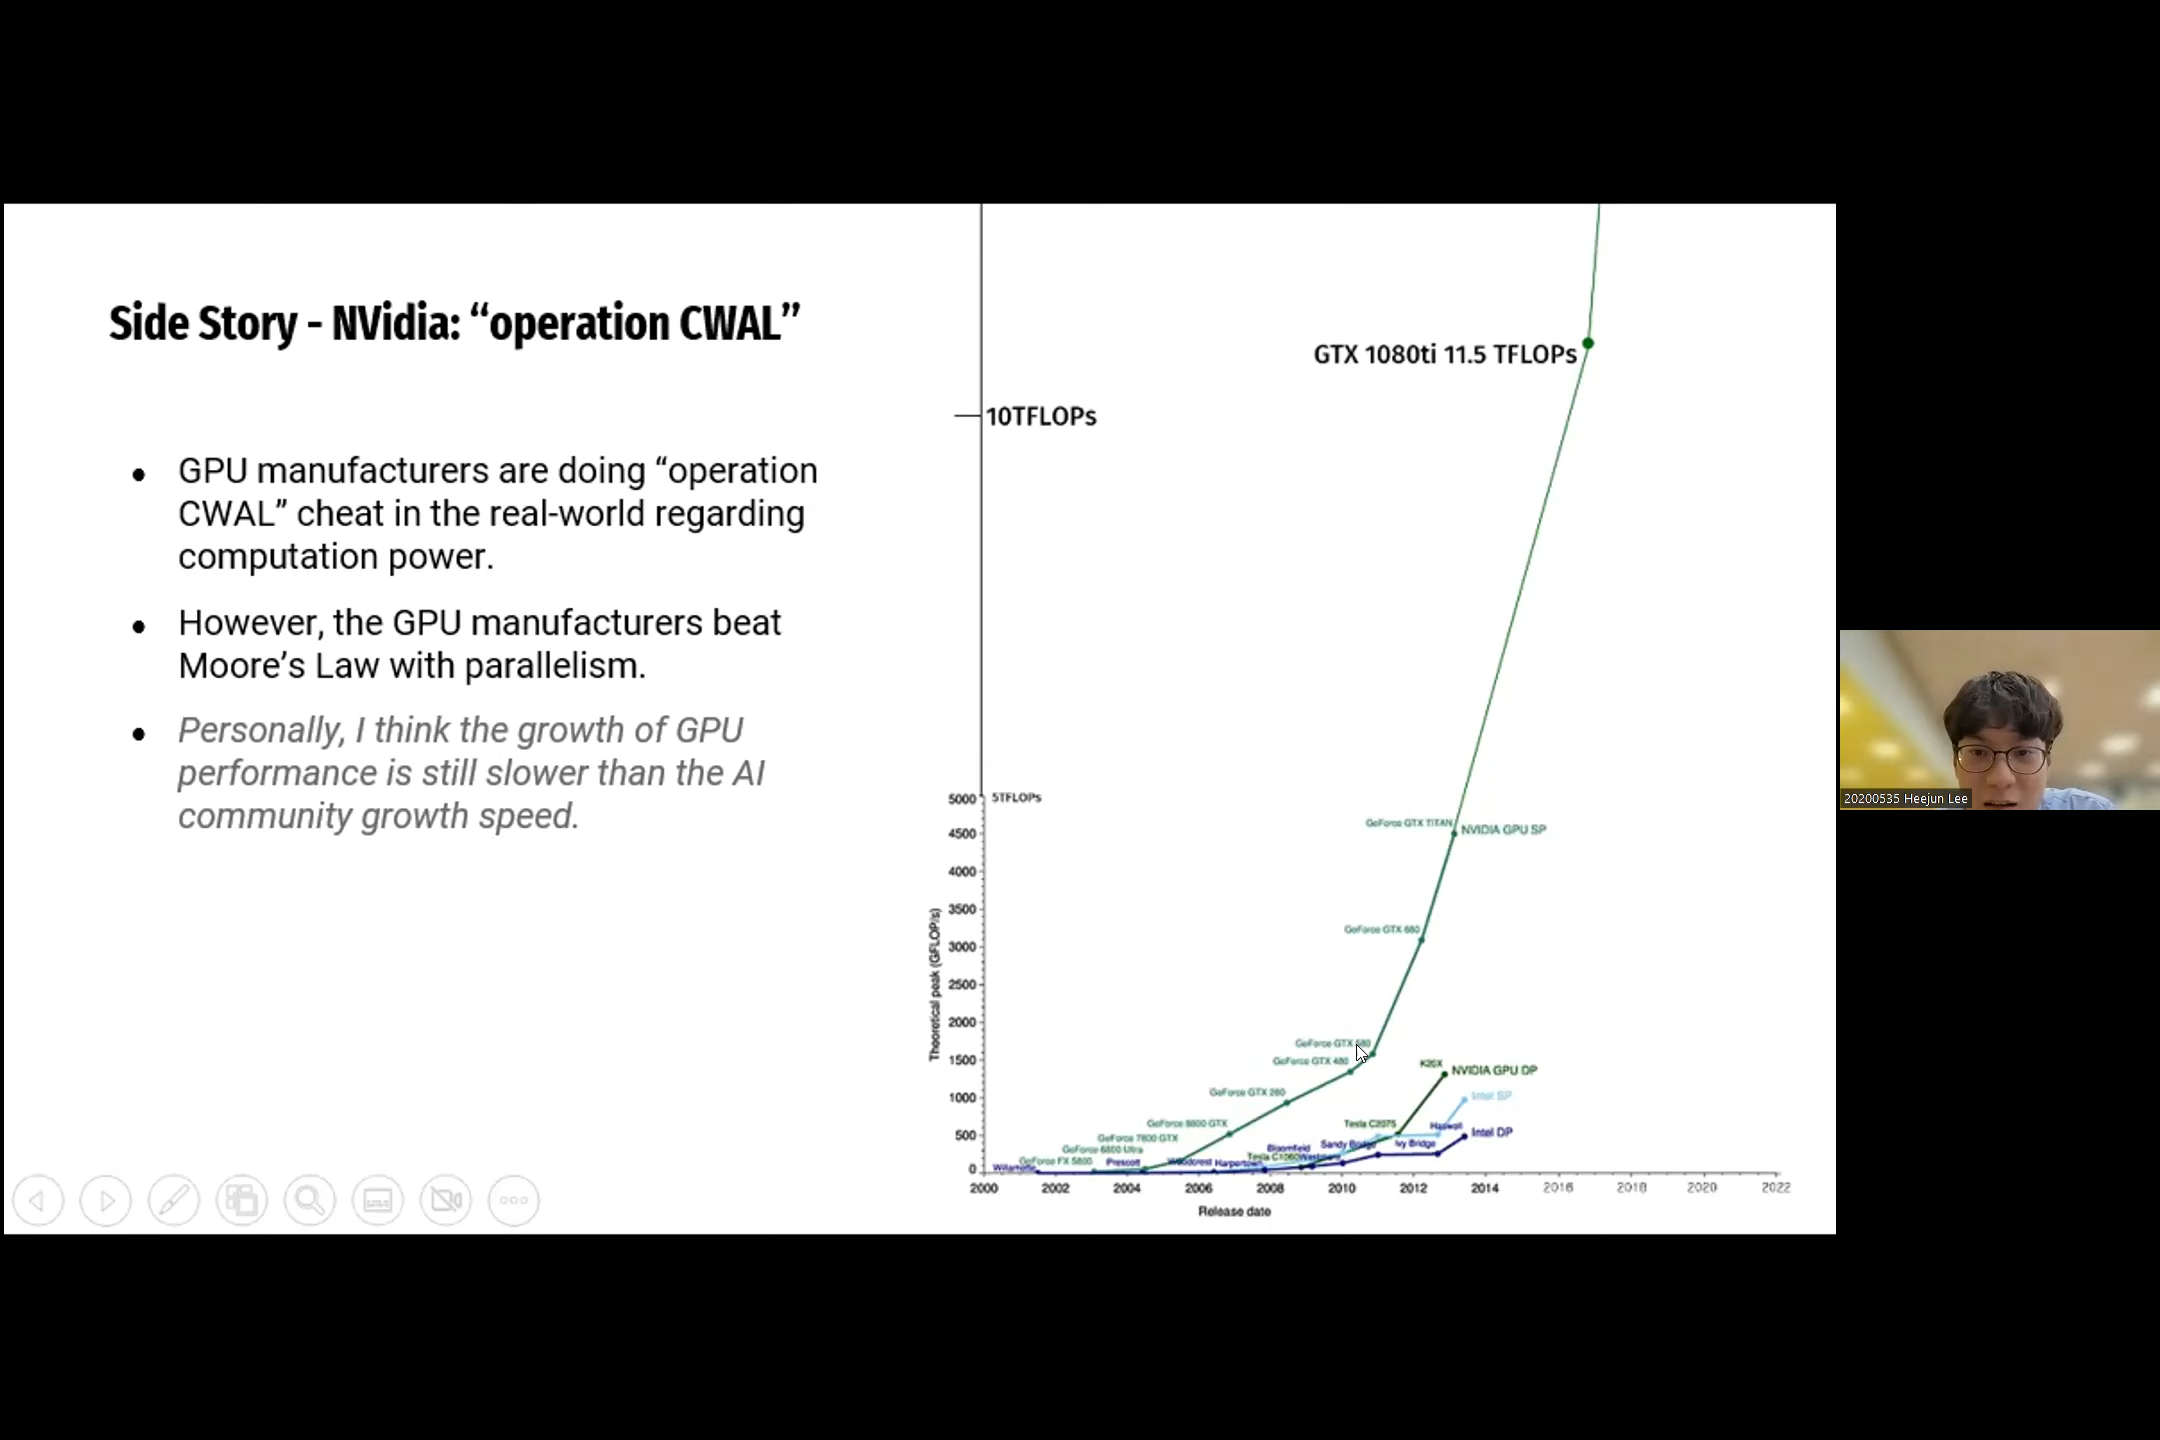 Side Story - NVidia: “operation CWAL”
● GPU manufacturers are doing “operation
CWAL” cheat in the real-world regarding
computation power.
● However, the GPU manufacturers beat
Moore’s Law with parallelism.
● Personally, I think the growth of GPU
performance is still slower than the AI
community growth speed.
GTX 1080ti 11.5 TFLOPs
10TFLOPs
5000
5TFLOPs
4500
4000
3500
3000
2500
2000
1500
1000
500
0
Theoretical peak (GFLOP/s)
GeForce GTX TITAN
NVIDIA GPU SP
GeForce GTX 680
GeForce GTX
GeForce GTX 480
K20X
NVIDIA GPU DP
GeForce GTX 280
Intel SP
GeForce 8800 GTX
Tesla C2075
Haswell
Intel DP
GeForce 7800 GTX
Sandy Bridge
Ivy Bridge
GeForce 6800 Ultra
Bloomfield
Tesla C1060
Westmere
GeForce FX 5800
Prescott
Woodcrest
Harpertown
Willamette
2000
2002
2004
2006
2008
2010
2012
2014
2016
2018
2020
2022
Release date
20200535 Heejun Lee